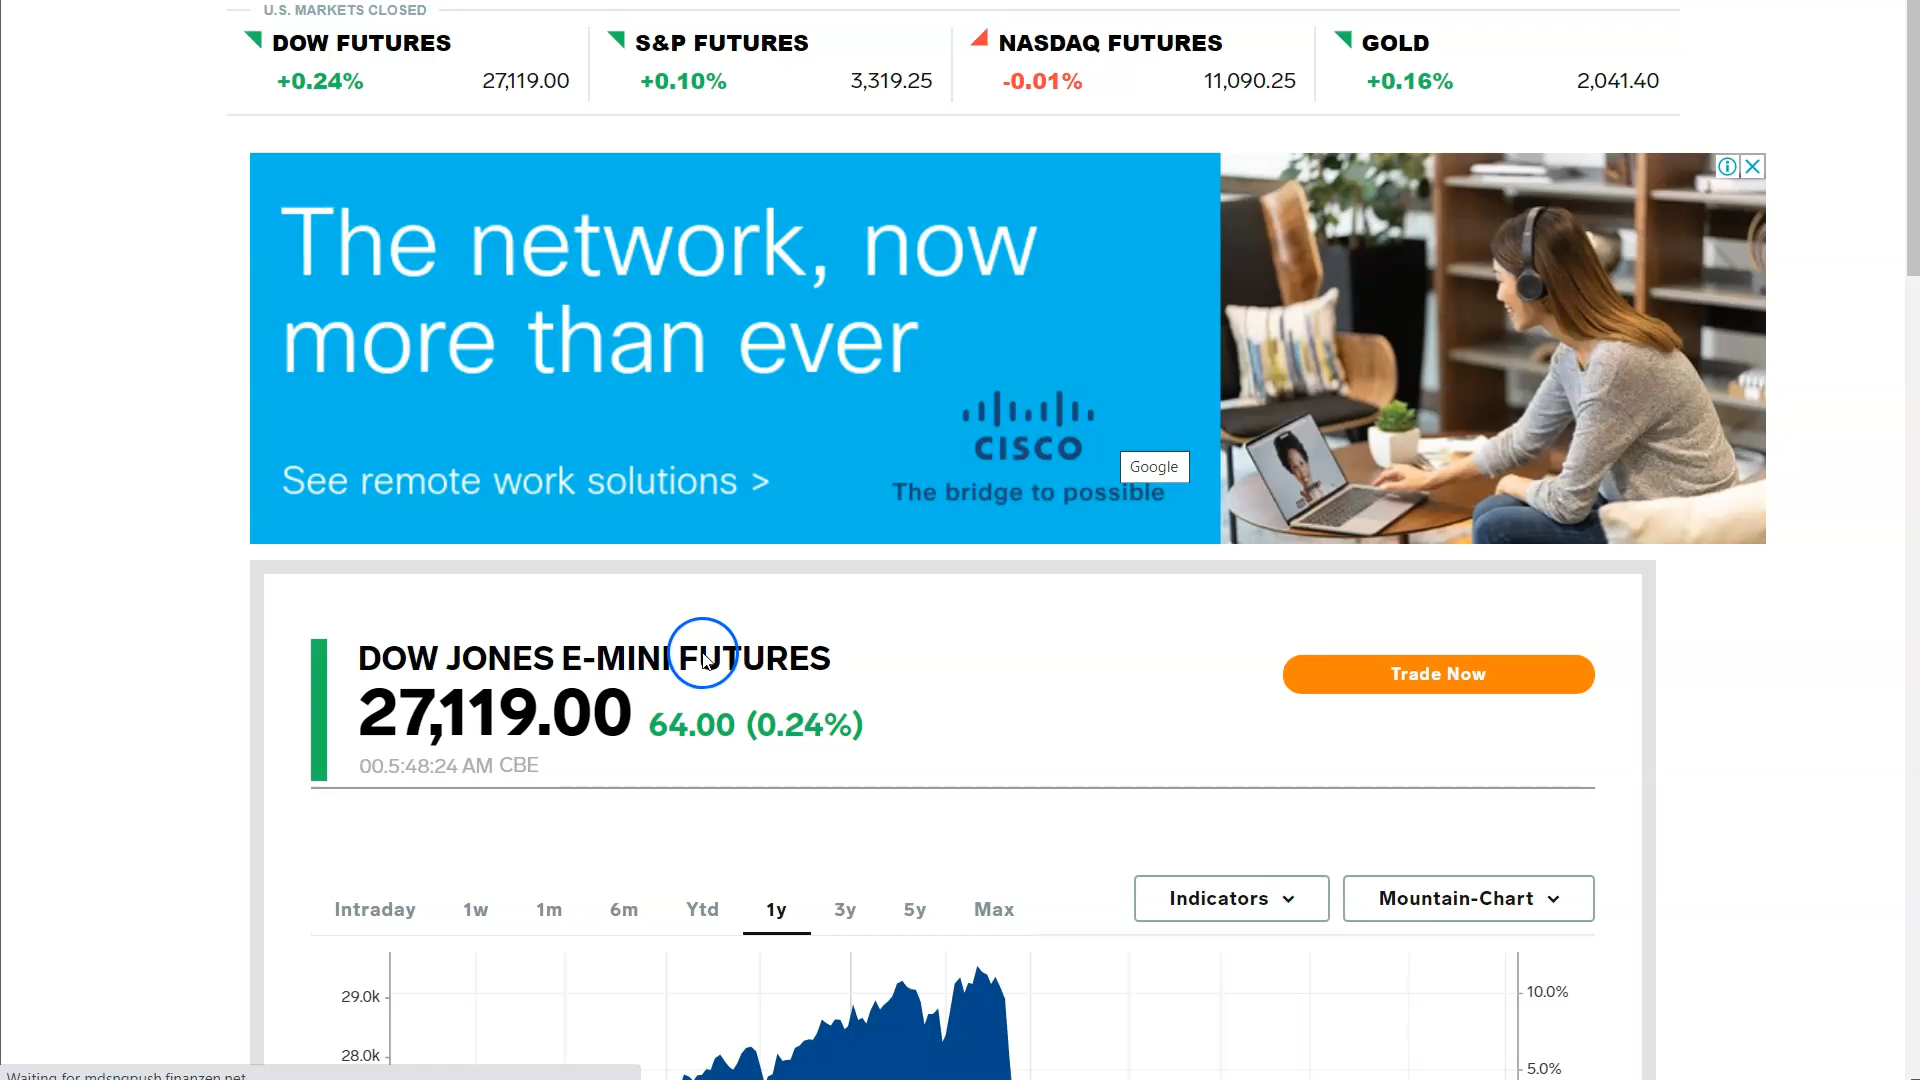 U.S. MARKETS CLOSED
DOW FUTURES
+0.24% 27,119.00
S&P FUTURES
+0.10% 3,319.25
NASDAQ FUTURES
-0.01% 11,090.25
GOLD
+0.16% 2,041.40
The network, now
more than ever
See remote work solutions >
CISCO
The bridge to possible
Google
DOW JONES E-MINI FUTURES
27,119.00 64.00 (0.24%)
00.5:48:24 AM CBE
Trade Now
Intraday 1w 1m 6m Ytd 1y 3y 5y Max
Indicators
Mountain-Chart
29.0k
28.0k
10.0%
5.0%
Waiting for mdsngpush.finanzen.net